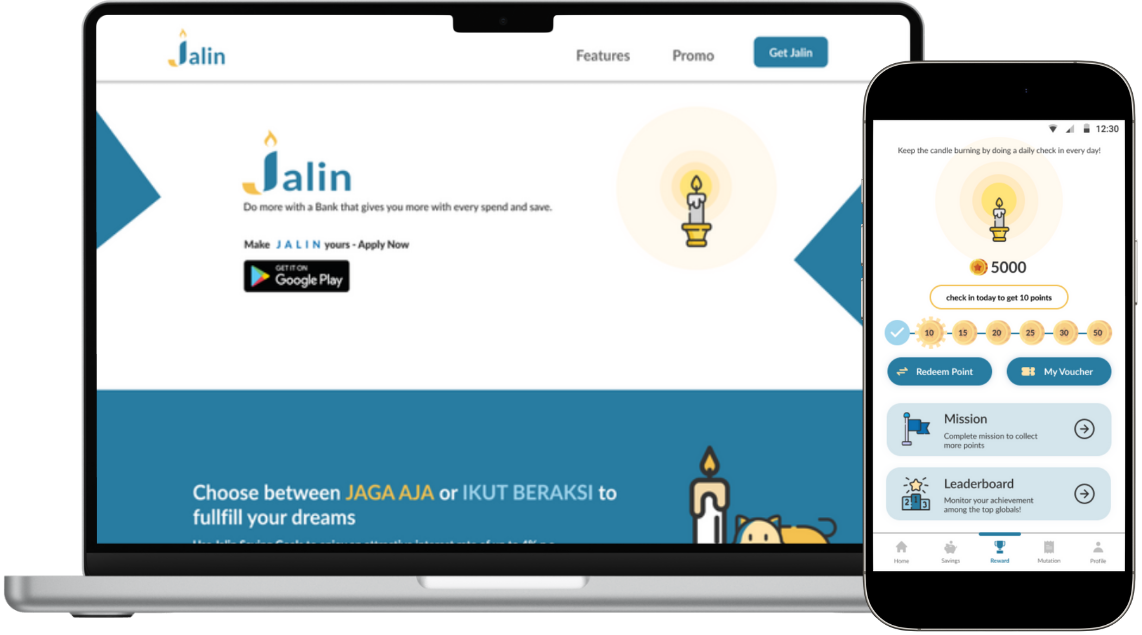 Jalin
Features
Promo
Get Jalin
Jalin
Do more with a Bank that gives you more with every spend and save.
Make JALIN yours - Apply Now
GET IT ON
Google Play
Choose between JAGA AJA or IKUT BERAKSI to
fullfill your dreams
12:30
Keep the candle burning by doing a daily check in every day!
5000
check in today to get 10 points
10 15 20 25 30 50
Redeem Point
My Voucher
Mission
Complete mission to collect
more points
2 1 3
Leaderboard
Monitor your achievement
among the top globals!
Home
Savings
Reward
Mutation
Profile